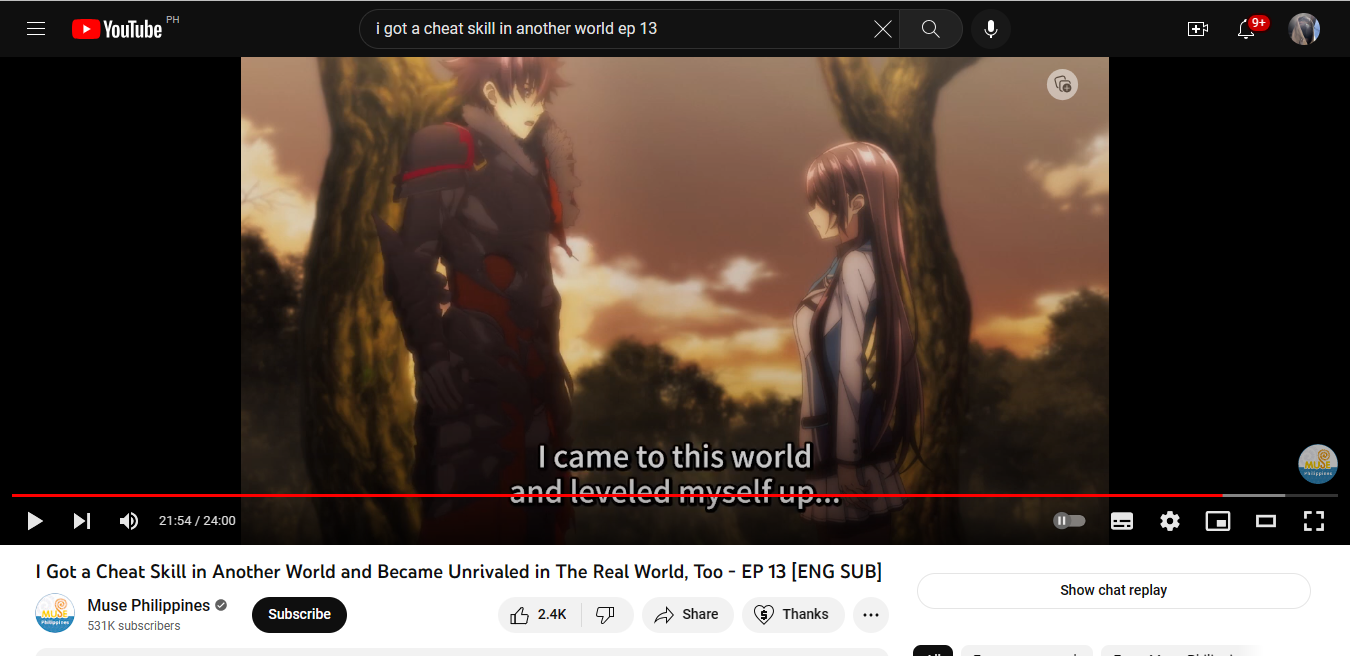 YouTube PH
i got a cheat skill in another world ep 13
9+
I came to this world
and leveled myself up...
MUSE
Philippines
21:54 / 24:00
I Got a Cheat Skill in Another World and Became Unrivaled in The Real World, Too - EP 13 [ENG SUB]
MUSE
Philippines
Muse Philippines
531K subscribers
Subscribe
2.4K
Share
Thanks
Show chat replay